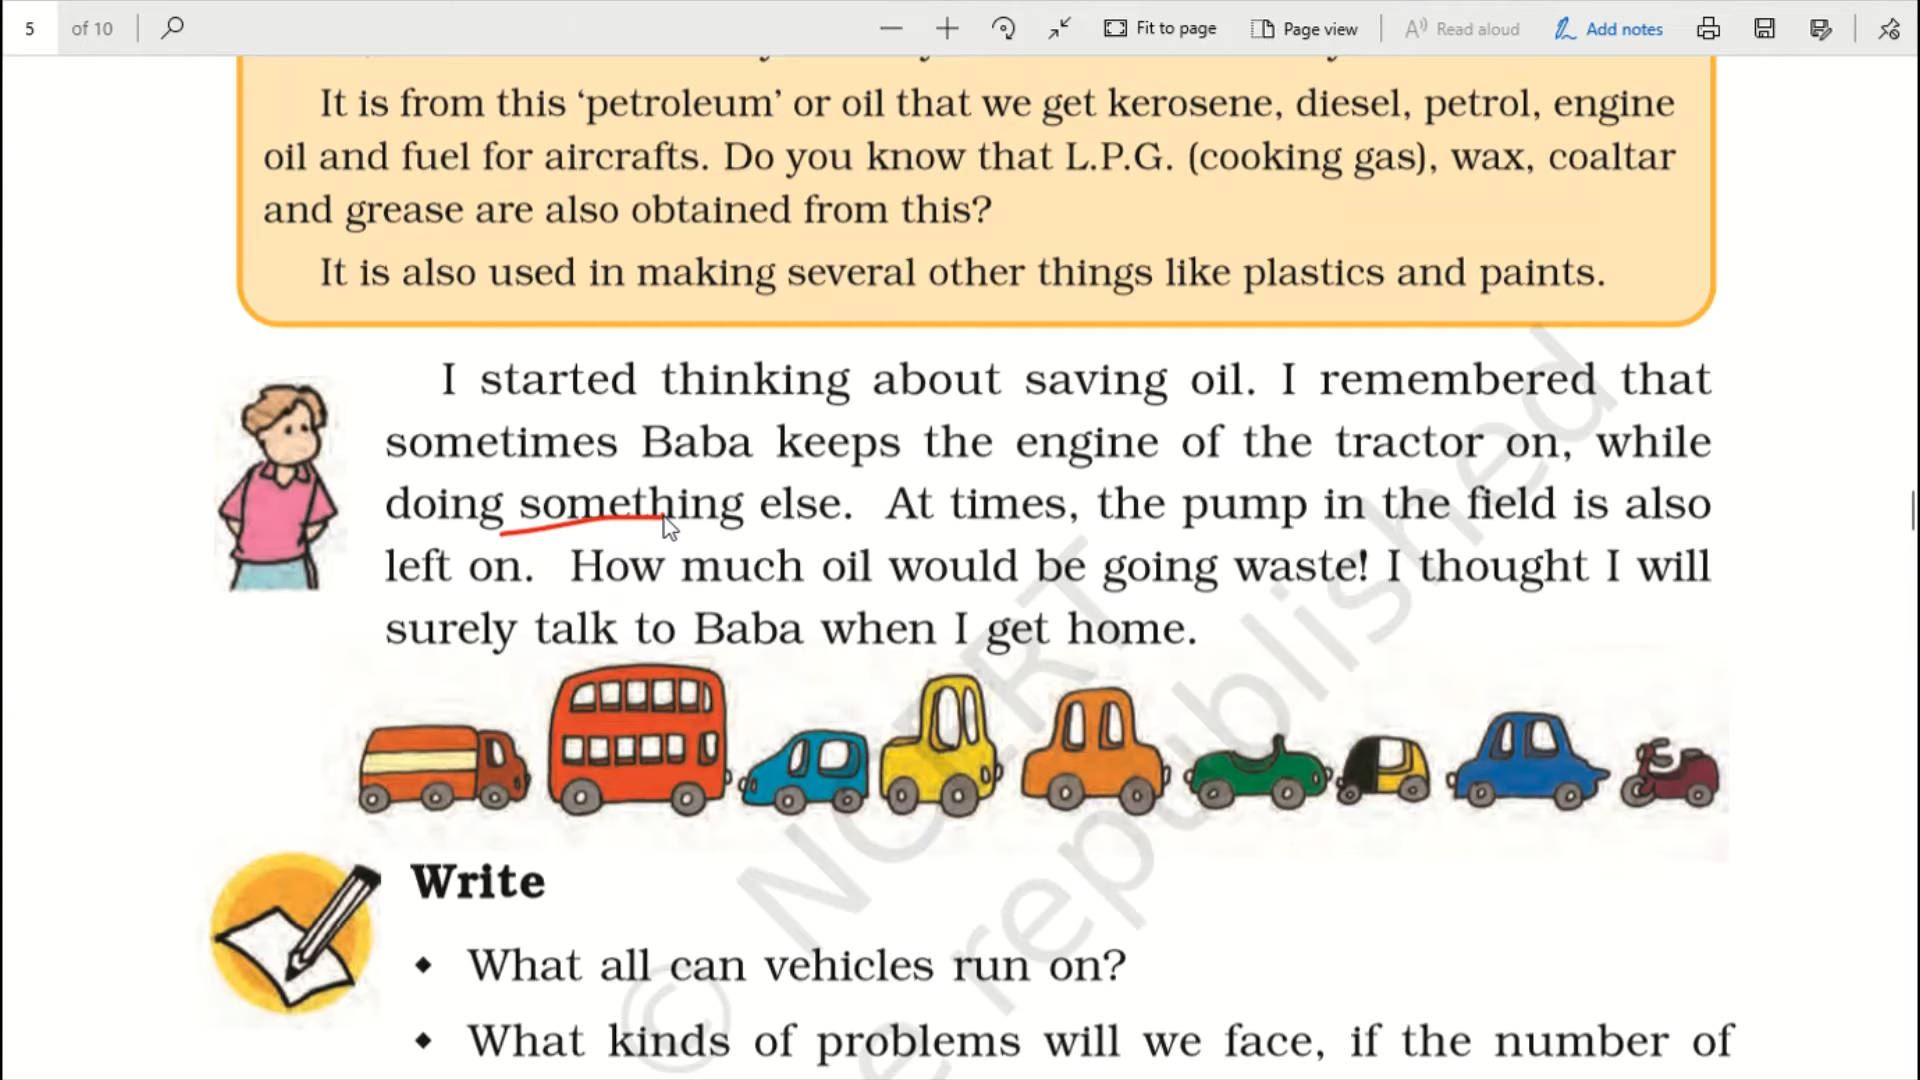 5 of 10 Fit to page Page view Read aloud Add notes
It is from this ‘petroleum’ or oil that we get kerosene, diesel, petrol, engine
oil and fuel for aircrafts. Do you know that L.P.G. (cooking gas), wax, coaltar
and grease are also obtained from this?
It is also used in making several other things like plastics and paints.
I started thinking about saving oil. I remembered that
sometimes Baba keeps the engine of the tractor on, while
doing something else. At times, the pump in the field is also
left on. How much oil would be going waste! I thought I will
surely talk to Baba when I get home.
Write
◆ What all can vehicles run on?
◆ What kinds of problems will we face, if the number of
© NCERT
republished